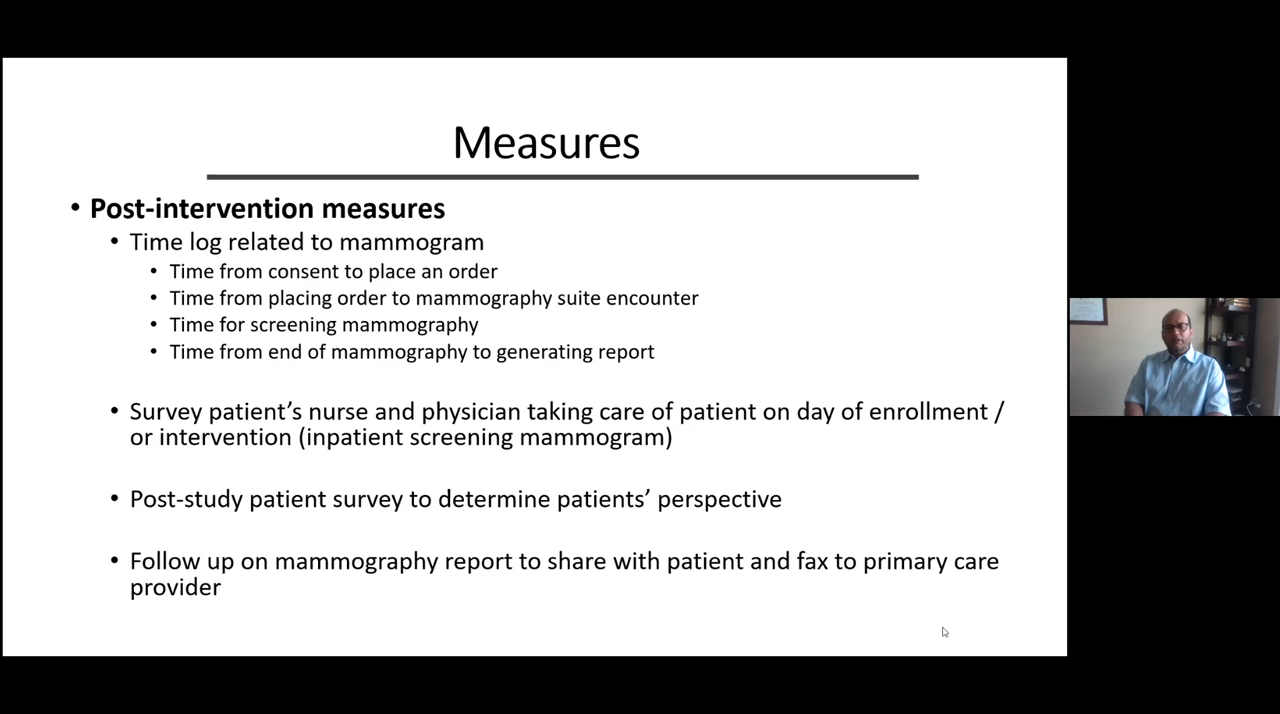 Measures
• Post-intervention measures
• Time log related to mammogram
• Time from consent to place an order
• Time from placing order to mammography suite encounter
• Time for screening mammography
• Time from end of mammography to generating report
• Survey patient’s nurse and physician taking care of patient on day of enrollment /
or intervention (inpatient screening mammogram)
• Post-study patient survey to determine patients’ perspective
• Follow up on mammography report to share with patient and fax to primary care
provider